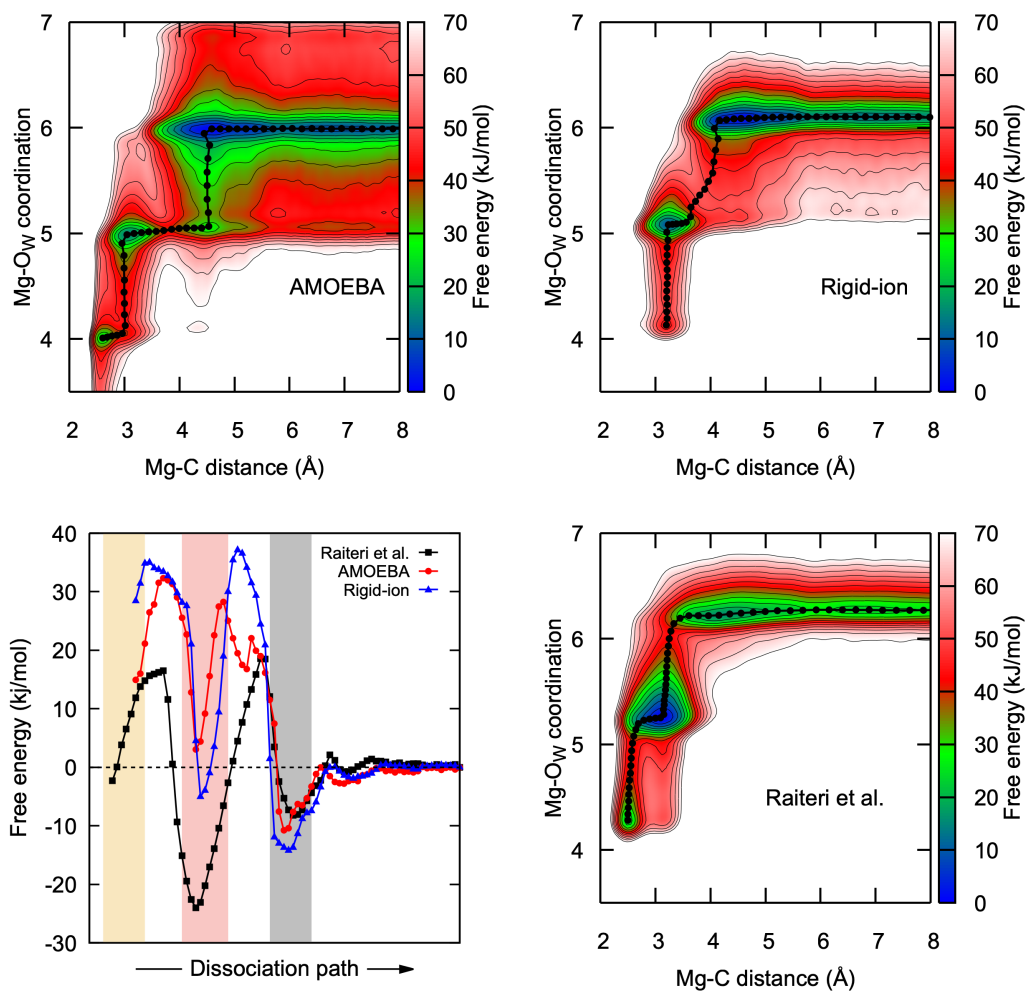 7
6
5
4
2 3 4 5 6 7 8
Mg-C distance (Å)
Mg-OW coordination
AMOEBA
70
60
50
40
30
20
10
0
Free energy (kJ/mol)
7
6
5
4
2 3 4 5 6 7 8
Mg-C distance (Å)
Mg-OW coordination
Rigid-ion
70
60
50
40
30
20
10
0
Free energy (kJ/mol)
40
30
20
10
0
-10
-20
-30
Free energy (kj/mol)
Raiteri et al.
AMOEBA
Rigid-ion
Dissociation path
7
6
5
4
2 3 4 5 6 7 8
Mg-C distance (Å)
Mg-OW coordination
Raiteri et al.
70
60
50
40
30
20
10
0
Free energy (kJ/mol)